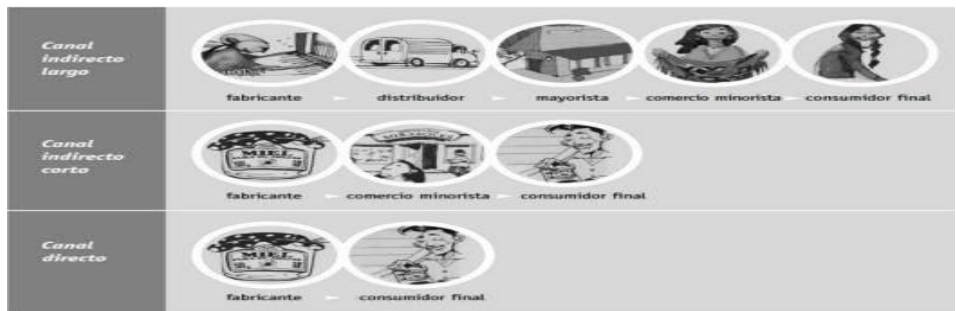 Canal
indirecto
largo
fabricante
distribuidor
mayorista
comercio minorista
consumidor final
Canal
indirecto
corto
MIEL
fabricante
comercio minorista
consumidor final
Canal
directo
MIEL
fabricante
consumidor final